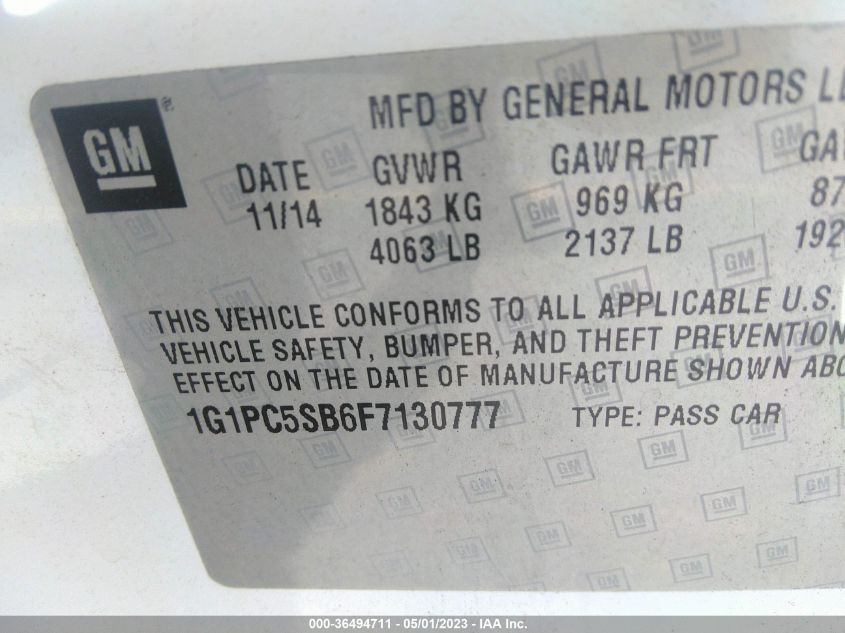 GM ®
MFD BY GENERAL MOTORS
DATE GVWR GAWR FRT
11/14 1843 KG 969 KG
4063 LB 2137 LB
THIS VEHICLE CONFORMS TO ALL APPLICABLE U.S.
VEHICLE SAFETY, BUMPER, AND THEFT PREVENTION
EFFECT ON THE DATE OF MANUFACTURE SHOWN
1G1PC5SB6F7130777 TYPE: PASS CAR
000-36494711 - 05/01/2023 - IAA Inc.